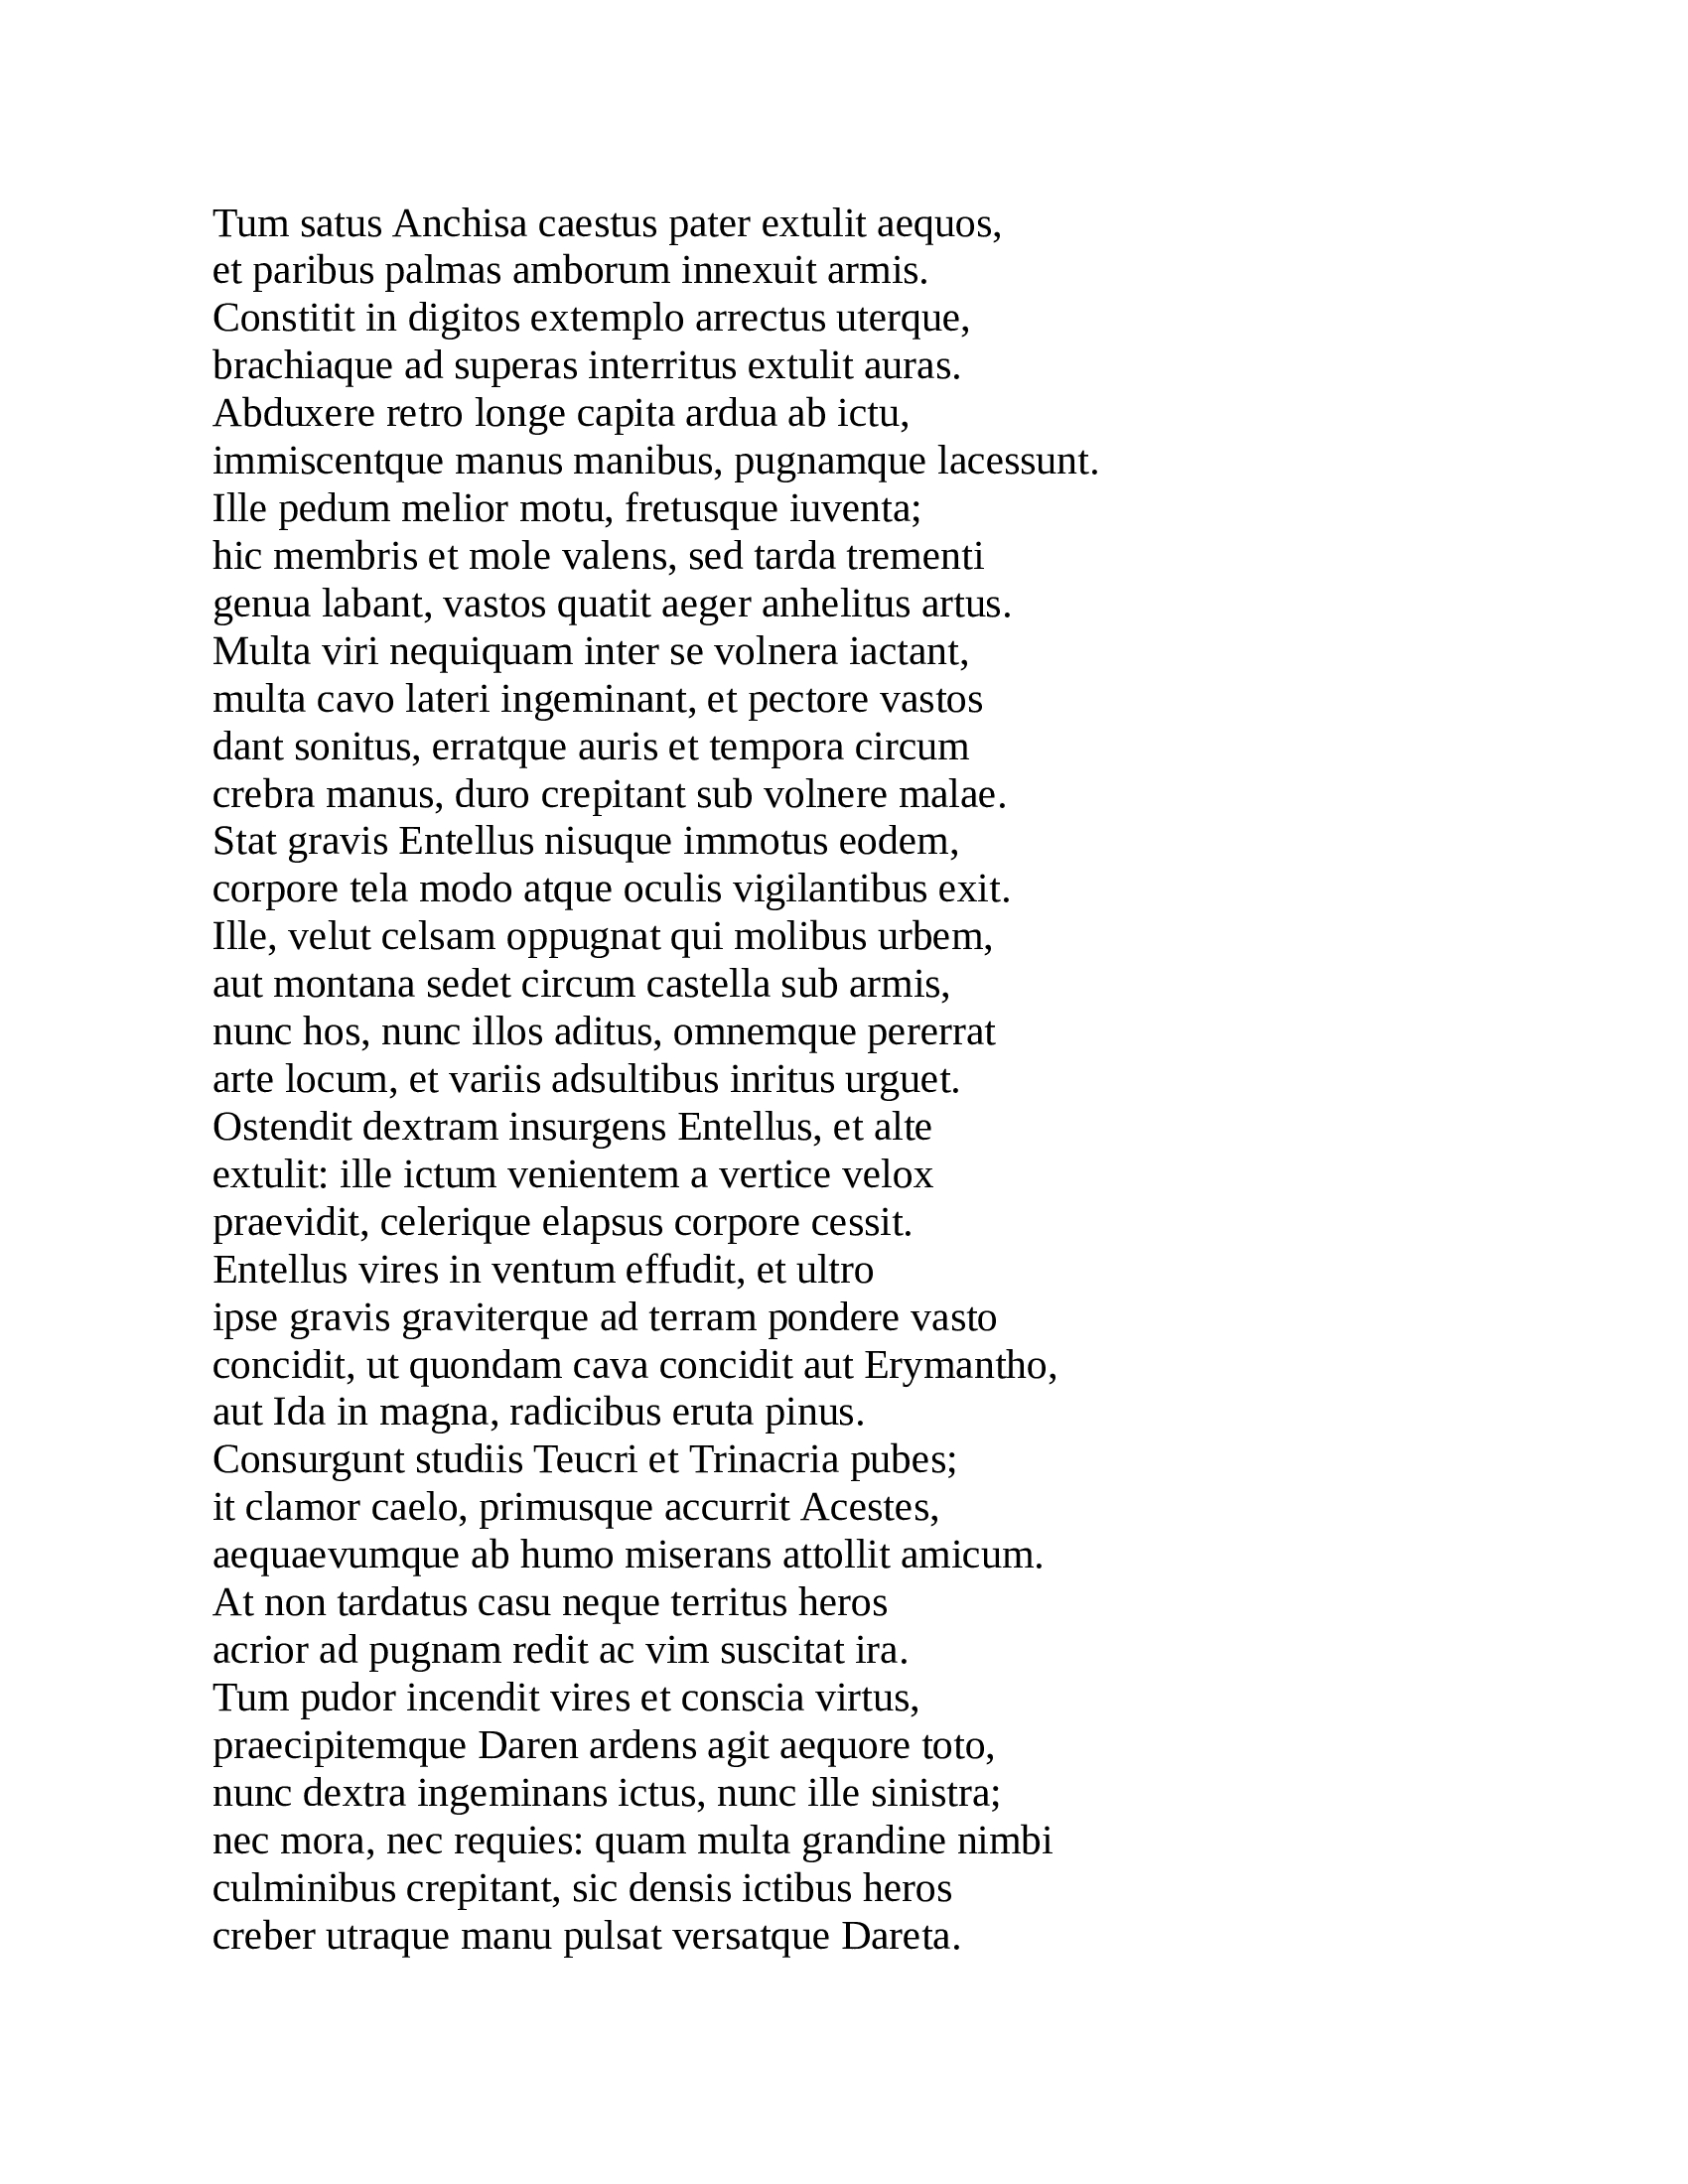 Tum satus Anchisa caestus pater extulit aequos,
et paribus palmas amborum innexuit armis.
Constitit in digitos extemplo arrectus uterque,
brachiaque ad superas interritus extulit auras.
Abduxere retro longe capita ardua ab ictu,
immiscentque manus manibus, pugnamque lacessunt.
Ille pedum melior motu, fretusque iuventa;
hic membris et mole valens, sed tarda trementi
genua labant, vastos quatit aeger anhelitus artus.
Multa viri nequiquam inter se volnera iactant,
multa cavo lateri ingeminant, et pectore vastos
dant sonitus, erratque auris et tempora circum
crebra manus, duro crepitant sub volnere malae.
Stat gravis Entellus nisuque immotus eodem,
corpore tela modo atque oculis vigilantibus exit.
Ille, velut celsam oppugnat qui molibus urbem,
aut montana sedet circum castella sub armis,
nunc hos, nunc illos aditus, omnemque pererrat
arte locum, et variis adsultibus inritus urguet.
Ostendit dextram insurgens Entellus, et alte
extulit: ille ictum venientem a vertice velox
praevidit, celerique elapsus corpore cessit.
Entellus vires in ventum effudit, et ultro
ipse gravis graviterque ad terram pondere vasto
concidit, ut quondam cava concidit aut Erymantho,
aut Ida in magna, radicibus eruta pinus.
Consurgunt studiis Teucri et Trinacria pubes;
it clamor caelo, primusque accurrit Acestes,
aequaevumque ab humo miserans attollit amicum.
At non tardatus casu neque territus heros
acrior ad pugnam redit ac vim suscitat ira.
Tum pudor incendit vires et conscia virtus,
praecipitemque Daren ardens agit aequore toto,
nunc dextra ingeminans ictus, nunc ille sinistra;
nec mora, nec requies: quam multa grandine nimbi
culminibus crepitant, sic densis ictibus heros
creber utraque manu pulsat versatque Dareta.